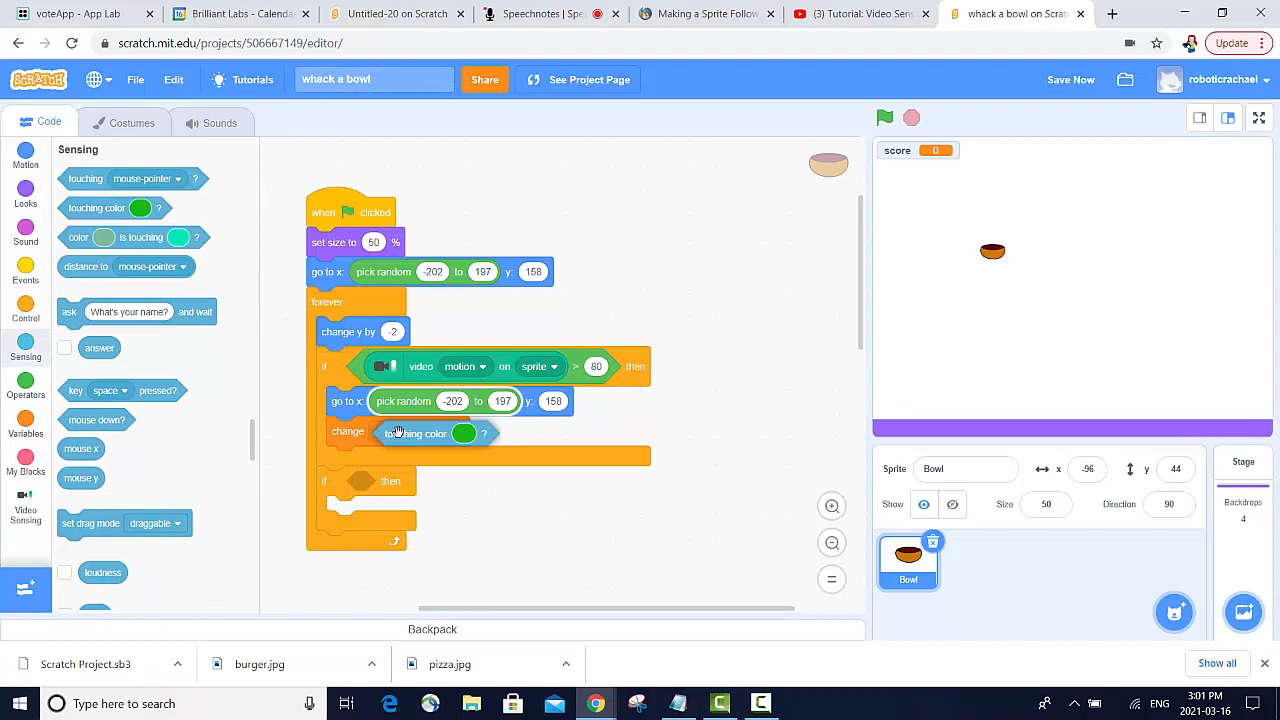 voteApp - App Lab
Brilliant Labs - Calenda
Untitled-20 on Scratch
Speechnotes | Spe
Making a Sprite Follow
(3) Tutorial: Video Sens
whack a bowl on Scrat
scratch.mit.edu/projects/506667149/editor/
Update
SCRATCH
File
Edit
Tutorials
whack a bowl
Share
See Project Page
Save Now
roboticrachael
Code
Costumes
Sounds
Motion
Looks
Sound
Events
Control
Sensing
Operators
Variables
My Blocks
Video
Sensing
Sensing
touching mouse-pointer ?
touching color ?
color is touching ?
distance to mouse-pointer
ask What's your name? and wait
answer
key space pressed?
mouse down?
mouse x
mouse y
set drag mode draggable
loudness
when clicked
set size to 50 %
go to x: pick random -202 to 197 y: 158
forever
change y by -2
if video motion on sprite > 80 then
go to x: pick random -202 to 197 y: 158
change
touching color ?
if then
score 0
Sprite Bowl x -96 y 44
Show Size 50 Direction 90
Bowl
Stage
Backdrops
4
Backpack
Scratch Project.sb3
burger.jpg
pizza.jpg
Show all
Type here to search
ENG
3:01 PM
2021-03-16